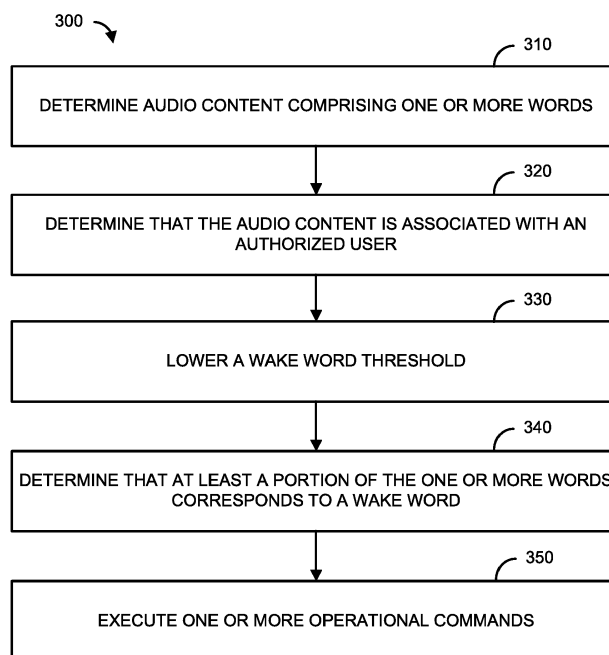 300
310
DETERMINE AUDIO CONTENT COMPRISING ONE OR MORE WORDS
320
DETERMINE THAT THE AUDIO CONTENT IS ASSOCIATED WITH AN
AUTHORIZED USER
330
LOWER A WAKE WORD THRESHOLD
340
DETERMINE THAT AT LEAST A PORTION OF THE ONE OR MORE WORDS
CORRESPONDS TO A WAKE WORD
350
EXECUTE ONE OR MORE OPERATIONAL COMMANDS